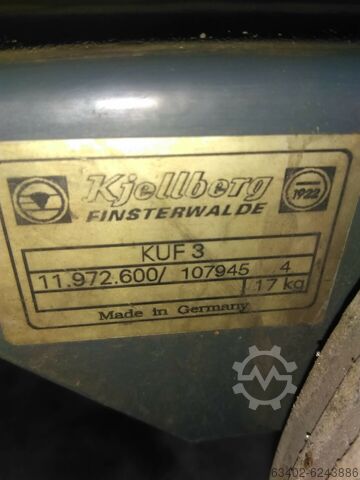 Kjellberg
FINSTERWALDE
1922
KUF 3
11.972.600/ 107945 4
17 kg
Made in Germany
63402-6243886